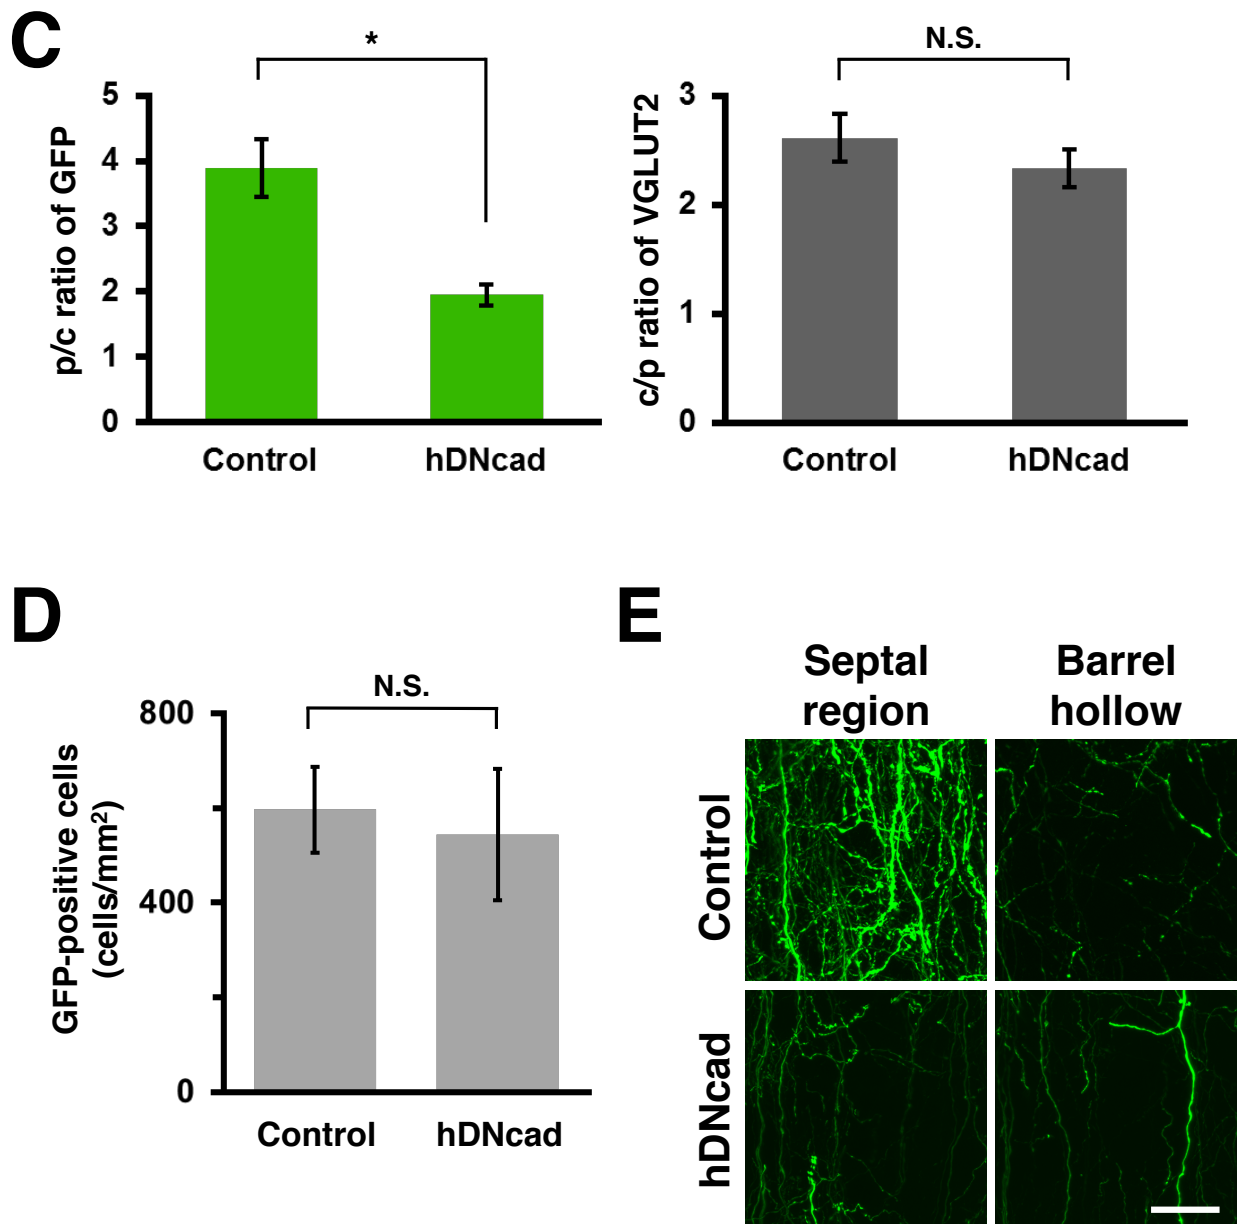 C
*
5
4
3
2
1
0
p/c ratio of GFP
Control
hDNcad
N.S.
3
2
1
0
c/p ratio of VGLUT2
Control
hDNcad
D
N.S.
800
400
0
GFP-positive cells
(cells/mm²)
Control
hDNcad
E
Septal
region
Barrel
hollow
Control
hDNcad